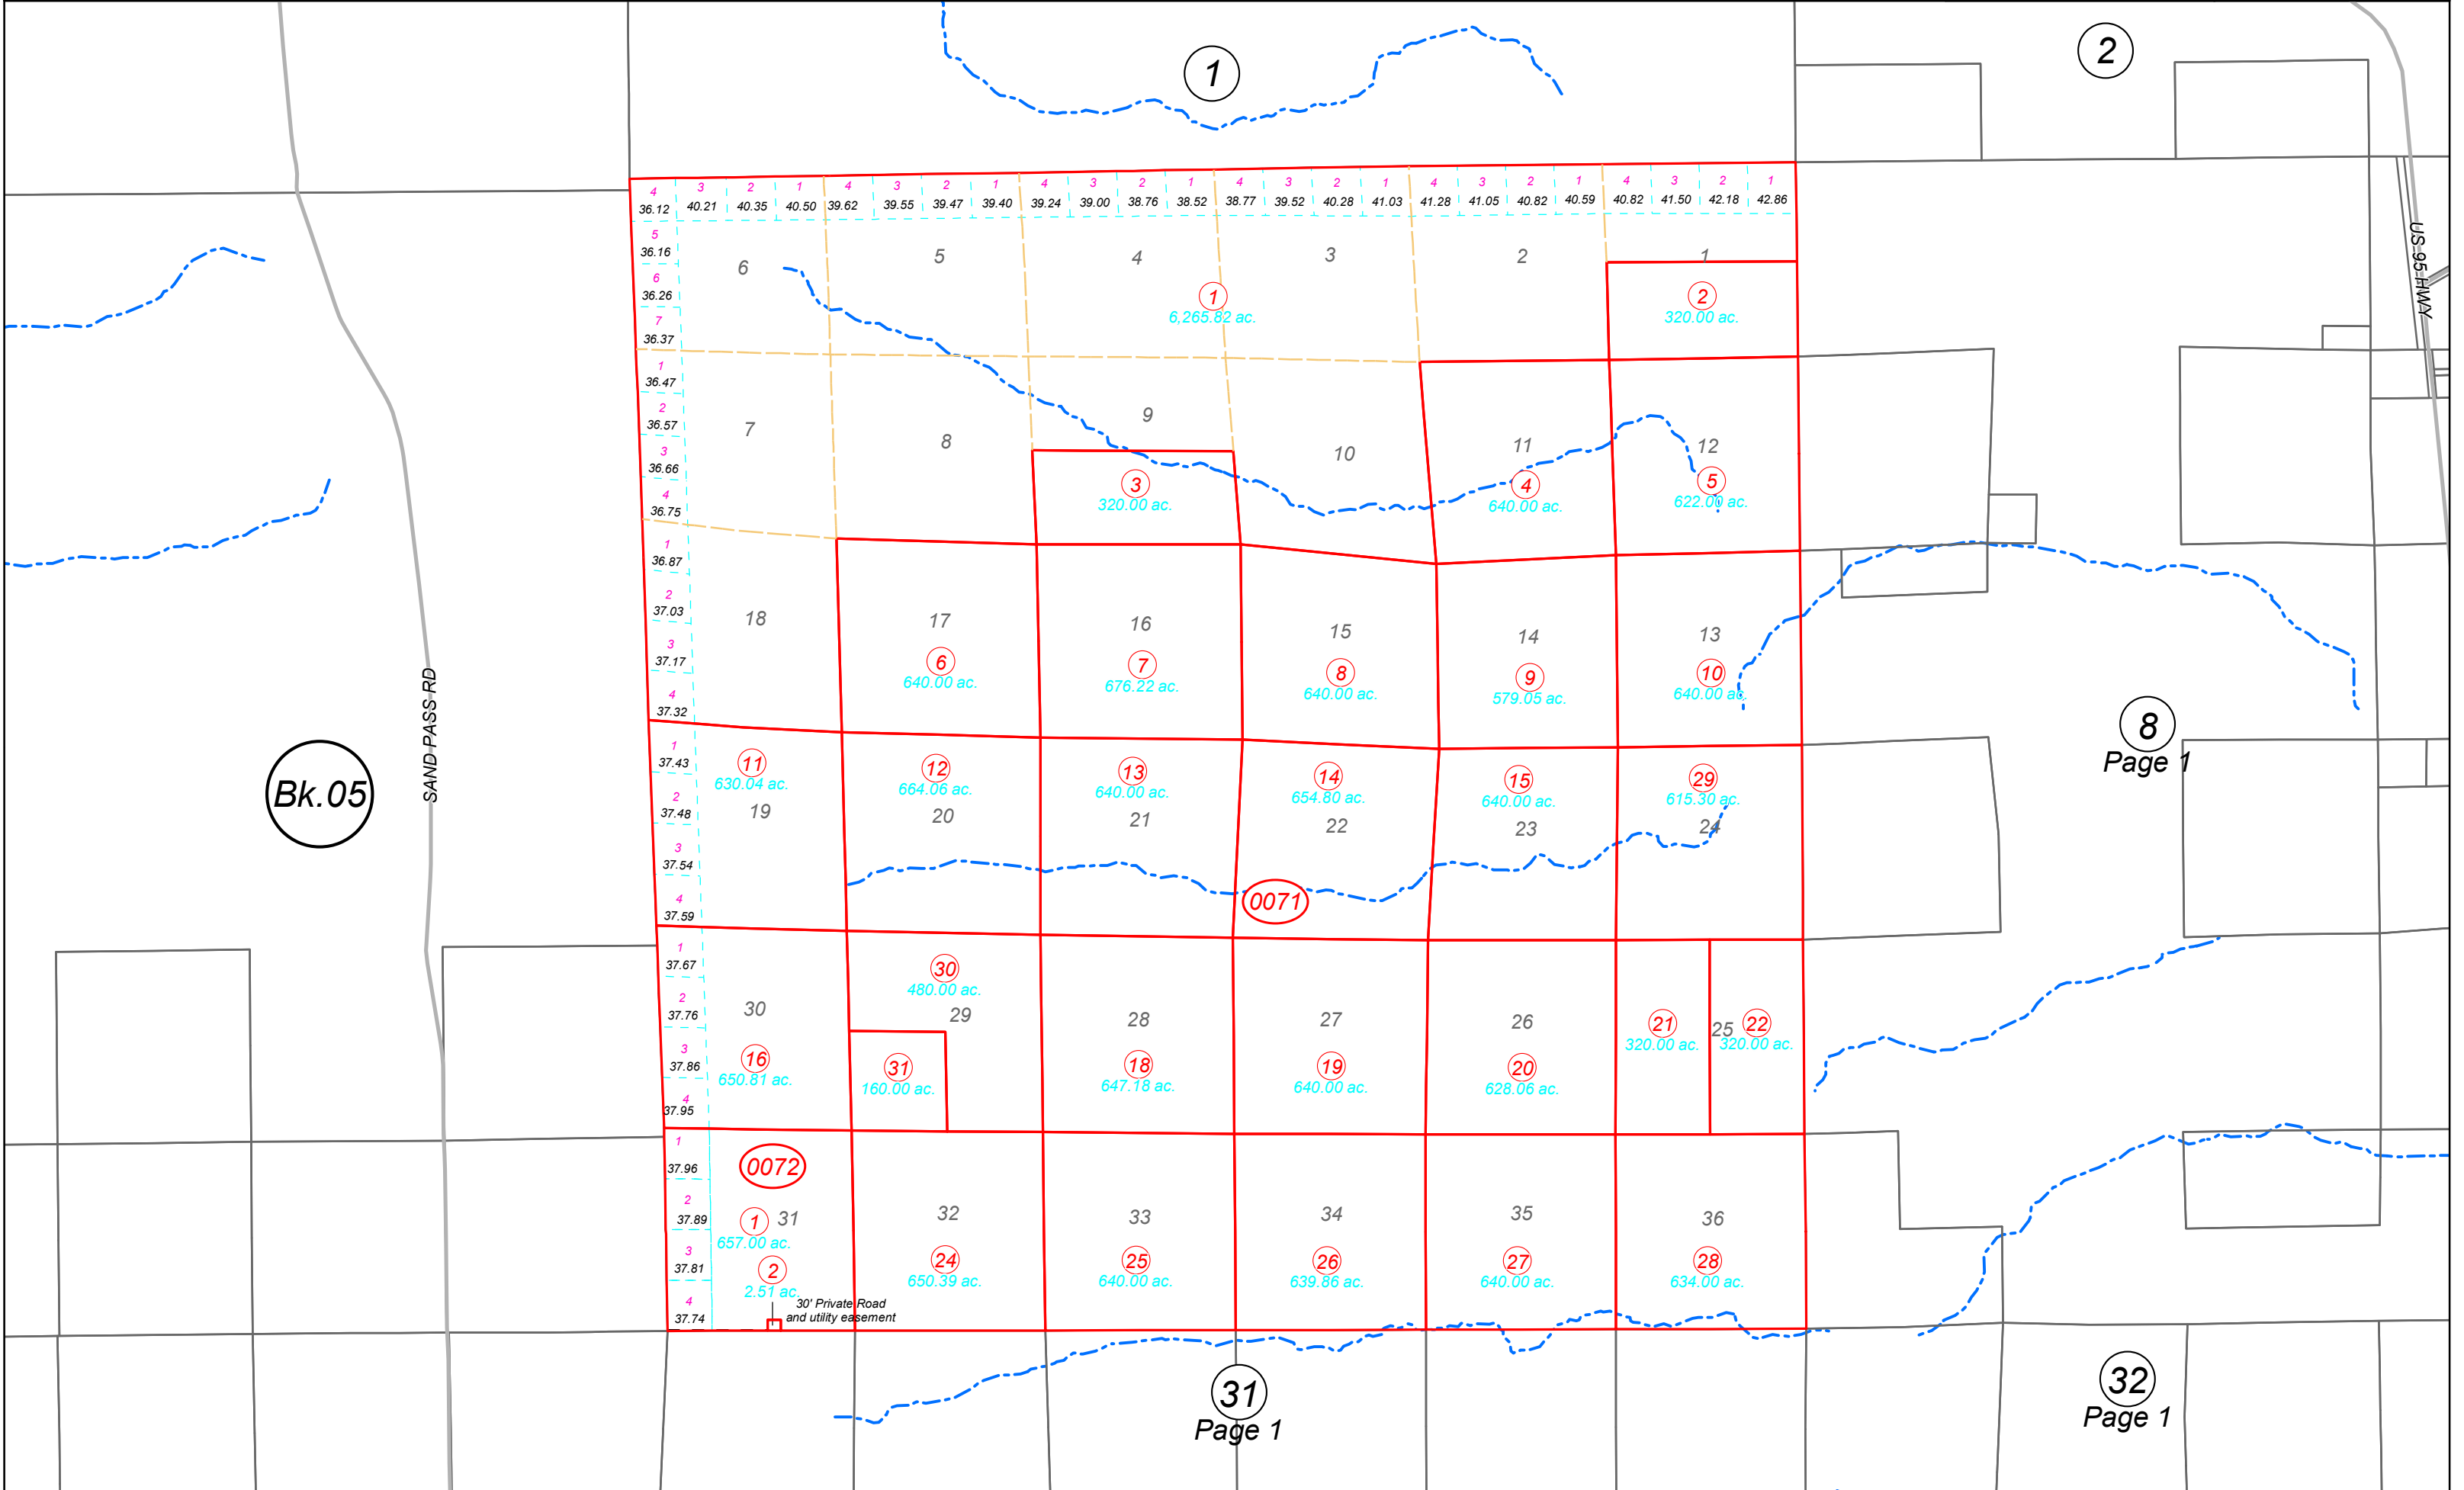 1
2
4 3 2 1 4 3 2 1 4 3 2 1 4 3 2 1 4 3 2 1 4 3 2 1
36.12 40.21 40.35 40.50 39.62 39.55 39.47 39.40 39.24 39.00 38.76 38.52 38.77 39.52 40.28 41.03 41.28 41.05 40.82 40.59 40.82 41.50 42.18 42.86
5
36.16
6
36.26
7
36.37
6 5 4 3 2 1
1
6,265.82 ac.
2
320.00 ac.
US-95-HWY
1
36.47
2
36.57
3
36.66
4
36.75
7 8 9 10 11 12
3
320.00 ac.
4
640.00 ac.
5
622.00 ac.
1
36.87
2
37.03
3
37.17
4
37.32
18 17 16 15 14 13
6
640.00 ac.
7
676.22 ac.
8
640.00 ac.
9
579.05 ac.
10
640.00 ac.
8
Page 1
Bk.05
SAND PASS RD
1
37.43
2
37.48
3
37.54
4
37.59
11
630.04 ac.
19
12
664.06 ac.
20
13
640.00 ac.
21
14
654.80 ac.
22
15
640.00 ac.
23
29
615.30 ac.
24
0071
1
37.67
2
37.76
3
37.86
4
37.95
30
16
650.81 ac.
30
480.00 ac.
29
31
160.00 ac.
28
18
647.18 ac.
27
19
640.00 ac.
26
20
628.06 ac.
21
320.00 ac.
25
22
320.00 ac.
1
37.96
2
37.89
3
37.81
4
37.74
0072
1
31
657.00 ac.
2
2.51 ac.
30' Private Road
and utility easement
32
24
650.39 ac.
33
25
640.00 ac.
34
26
639.86 ac.
35
27
640.00 ac.
36
28
634.00 ac.
31
Page 1
32
Page 1